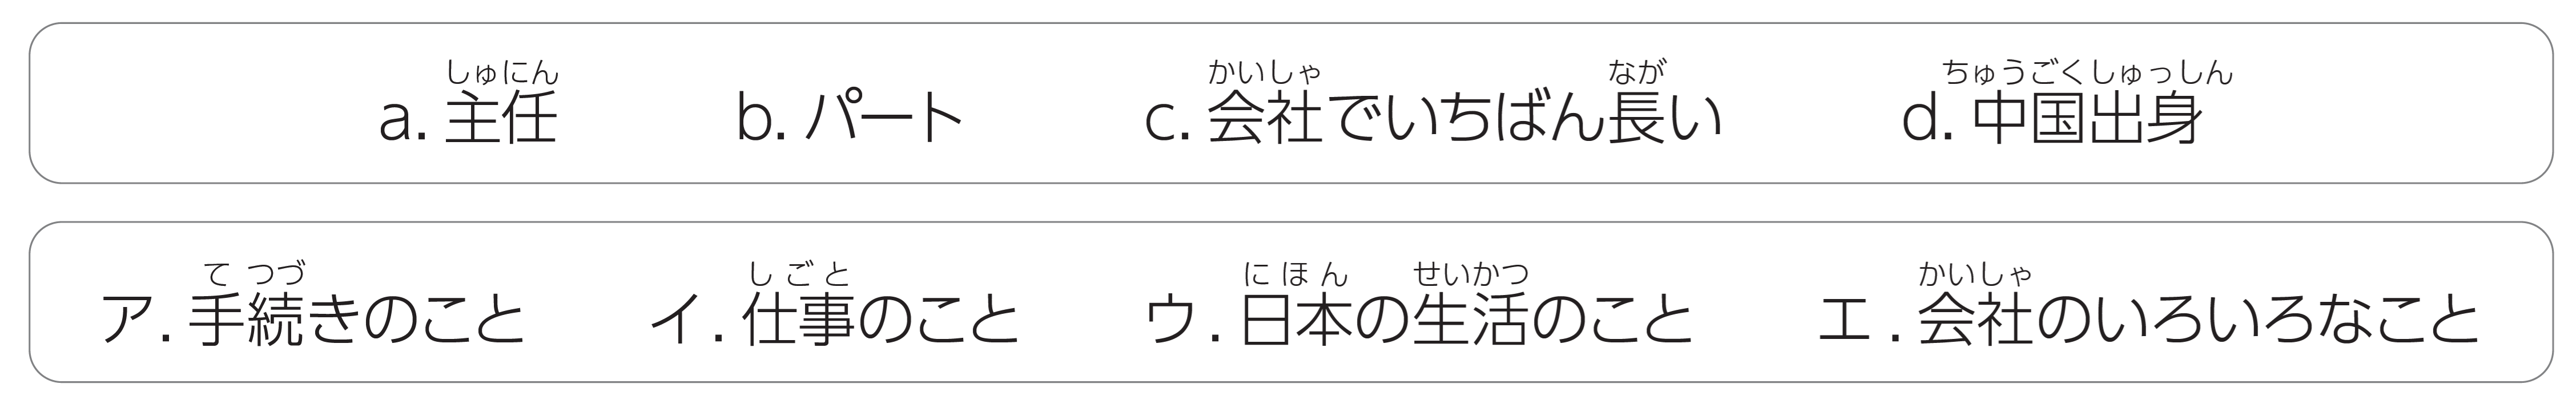 しゅにん かいしゃ なが ちゅうごくしゅっしん
a. 主任 b. パート c. 会社でいちばん長い d. 中国出身
てつづ しごと にほん せいかつ かいしゃ
ア. 手続きのこと イ. 仕事のこと ウ. 日本の生活のこと エ. 会社のいろいろなこと